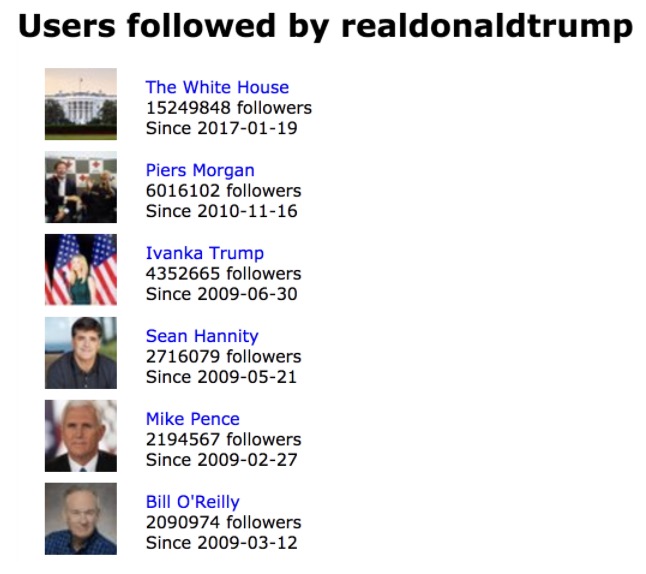 Users followed by realdonaldtrump
The White House
15249848 followers
Since 2017-01-19
Piers Morgan
6016102 followers
Since 2010-11-16
Ivanka Trump
4352665 followers
Since 2009-06-30
Sean Hannity
2716079 followers
Since 2009-05-21
Mike Pence
2194567 followers
Since 2009-02-27
Bill O'Reilly
2090974 followers
Since 2009-03-12